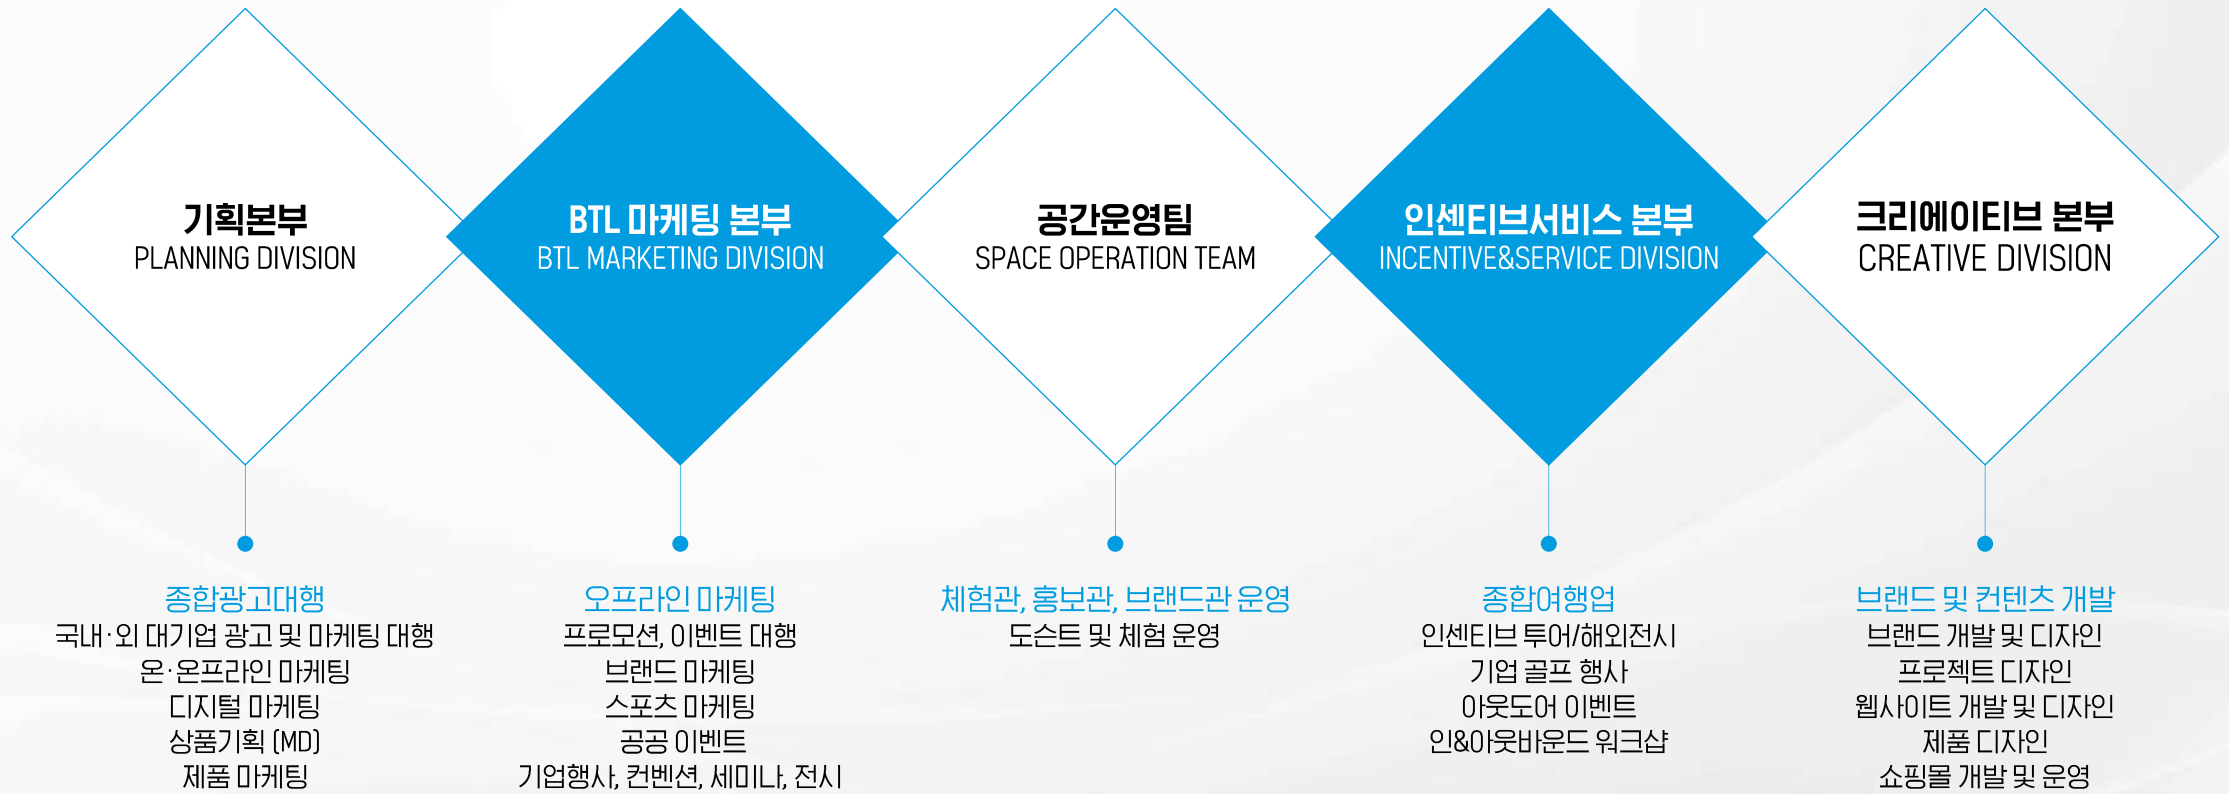 기획본부
PLANNING DIVISION
종합광고대행
국내·외 대기업 광고 및 마케팅 대행
온·온프라인 마케팅
디지털 마케팅
상품기획 (MD)
제품 마케팅
BTL 마케팅 본부
BTL MARKETING DIVISION
오프라인 마케팅
프로모션, 이벤트 대행
브랜드 마케팅
스포츠 마케팅
공공 이벤트
기업행사, 컨벤션, 세미나, 전시
공간운영팀
SPACE OPERATION TEAM
체험관, 홍보관, 브랜드관 운영
도슨트 및 체험 운영
인센티브서비스 본부
INCENTIVE&SERVICE DIVISION
종합여행업
인센티브 투어/해외전시
기업 골프 행사
아웃도어 이벤트
인&아웃바운드 워크샵
크리에이티브 본부
CREATIVE DIVISION
브랜드 및 컨텐츠 개발
브랜드 개발 및 디자인
프로젝트 디자인
웹사이트 개발 및 디자인
제품 디자인
쇼핑몰 개발 및 운영